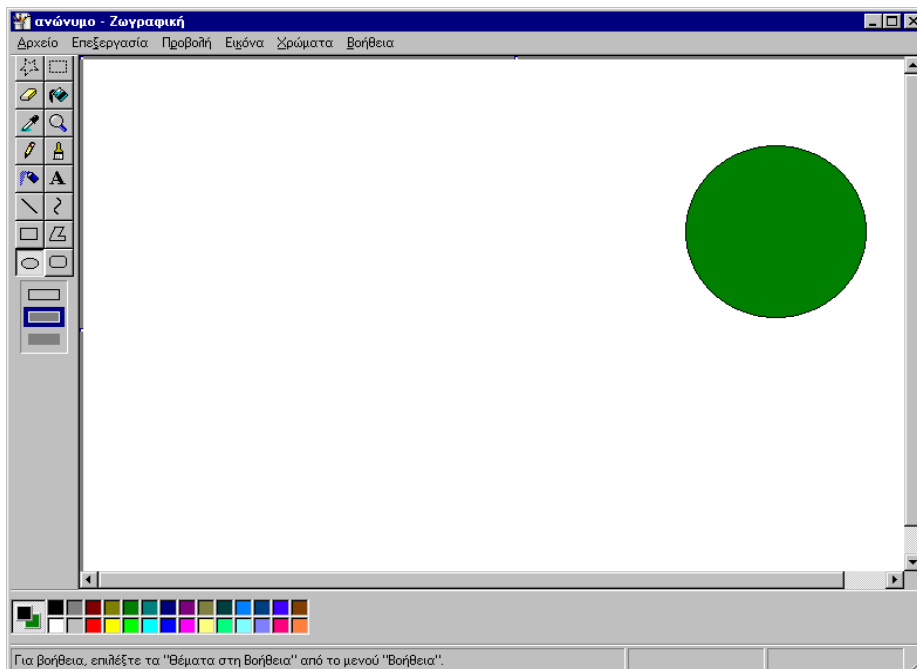 ανώνυμο - Ζωγραφική
Αρχείο Επεξεργασία Προβολή Εικόνα Χρώματα Βοήθεια
A
Για βοήθεια, επιλέξτε τα "Θέματα στη Βοήθεια" από το μενού "Βοήθεια".